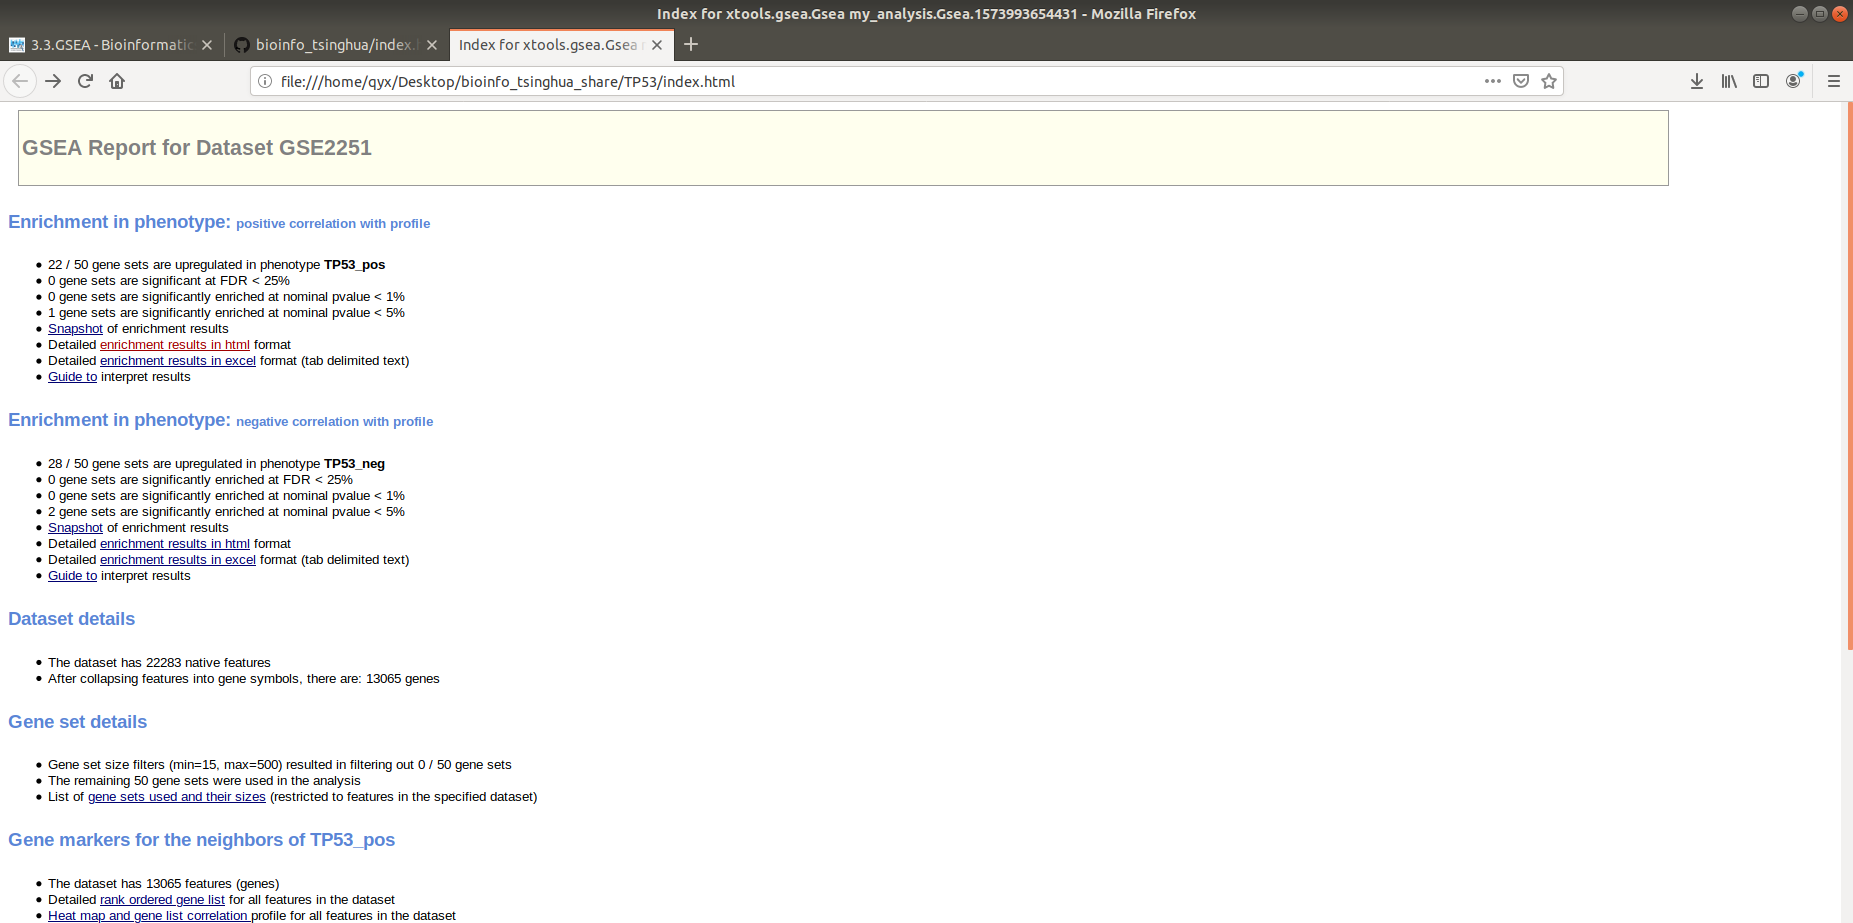 Index for xtools.gsea.Gsea my_analysis.Gsea.1573993654431 - Mozilla Firefox
3.3.GSEA - Bioinformatic
bioinfo_tsinghua/index.
Index for xtools.gsea.Gsea
file:///home/qyx/Desktop/bioinfo_tsinghua_share/TP53/index.html
GSEA Report for Dataset GSE2251
Enrichment in phenotype: positive correlation with profile
22 / 50 gene sets are upregulated in phenotype TP53_pos
0 gene sets are significant at FDR < 25%
0 gene sets are significantly enriched at nominal pvalue < 1%
1 gene sets are significantly enriched at nominal pvalue < 5%
Snapshot of enrichment results
Detailed enrichment results in html format
Detailed enrichment results in excel format (tab delimited text)
Guide to interpret results
Enrichment in phenotype: negative correlation with profile
28 / 50 gene sets are upregulated in phenotype TP53_neg
0 gene sets are significantly enriched at FDR < 25%
0 gene sets are significantly enriched at nominal pvalue < 1%
2 gene sets are significantly enriched at nominal pvalue < 5%
Snapshot of enrichment results
Detailed enrichment results in html format
Detailed enrichment results in excel format (tab delimited text)
Guide to interpret results
Dataset details
The dataset has 22283 native features
After collapsing features into gene symbols, there are: 13065 genes
Gene set details
Gene set size filters (min=15, max=500) resulted in filtering out 0 / 50 gene sets
The remaining 50 gene sets were used in the analysis
List of gene sets used and their sizes (restricted to features in the specified dataset)
Gene markers for the neighbors of TP53_pos
The dataset has 13065 features (genes)
Detailed rank ordered gene list for all features in the dataset
Heat map and gene list correlation profile for all features in the dataset